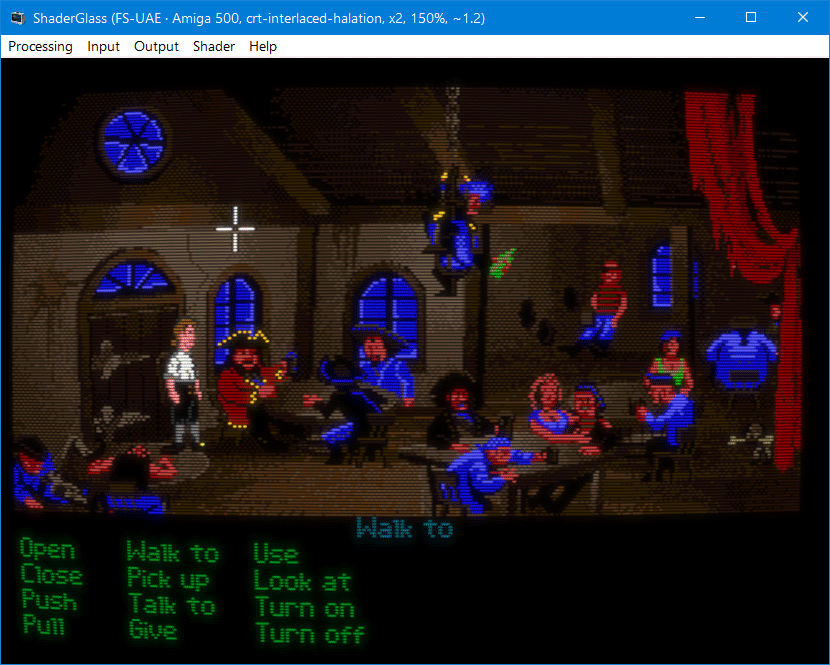 ShaderGlass (FS-UAE · Amiga 500, crt-interlaced-halation, x2, 150%, ~1.2)
Processing Input Output Shader Help
Walk to
Open Walk to Use
Close Pick up Look at
Push Talk to Turn on
Pull Give Turn off